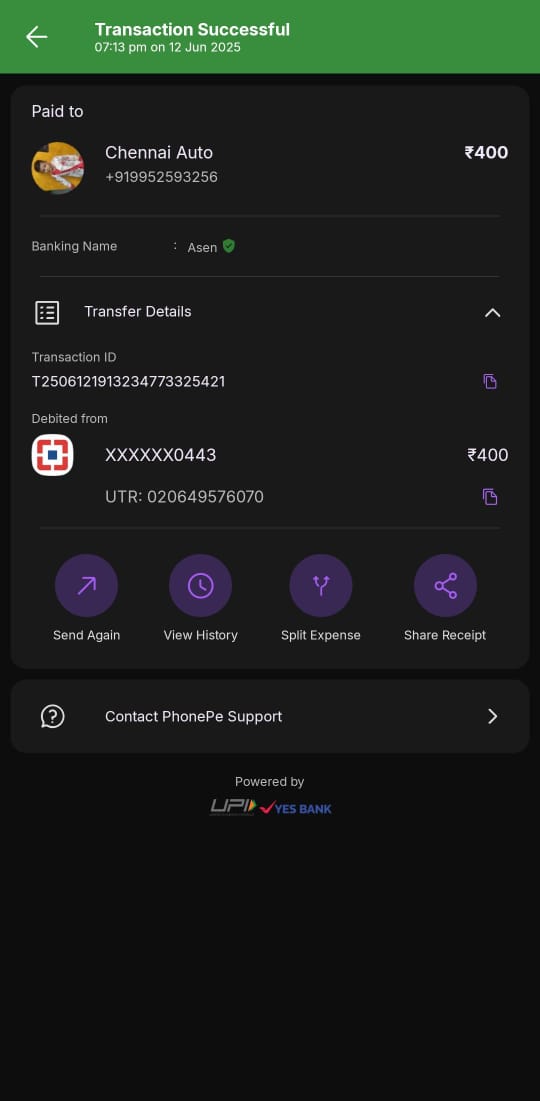 Transaction Successful
07:13 pm on 12 Jun 2025
Paid to
Chennai Auto ₹400
+919952593256
Banking Name : Asen
Transfer Details
Transaction ID
T2506121913234773325421
Debited from
XXXXXX0443 ₹400
UTR: 020649576070
Send Again View History Split Expense Share Receipt
Contact PhonePe Support
Powered by
UPI YES BANK